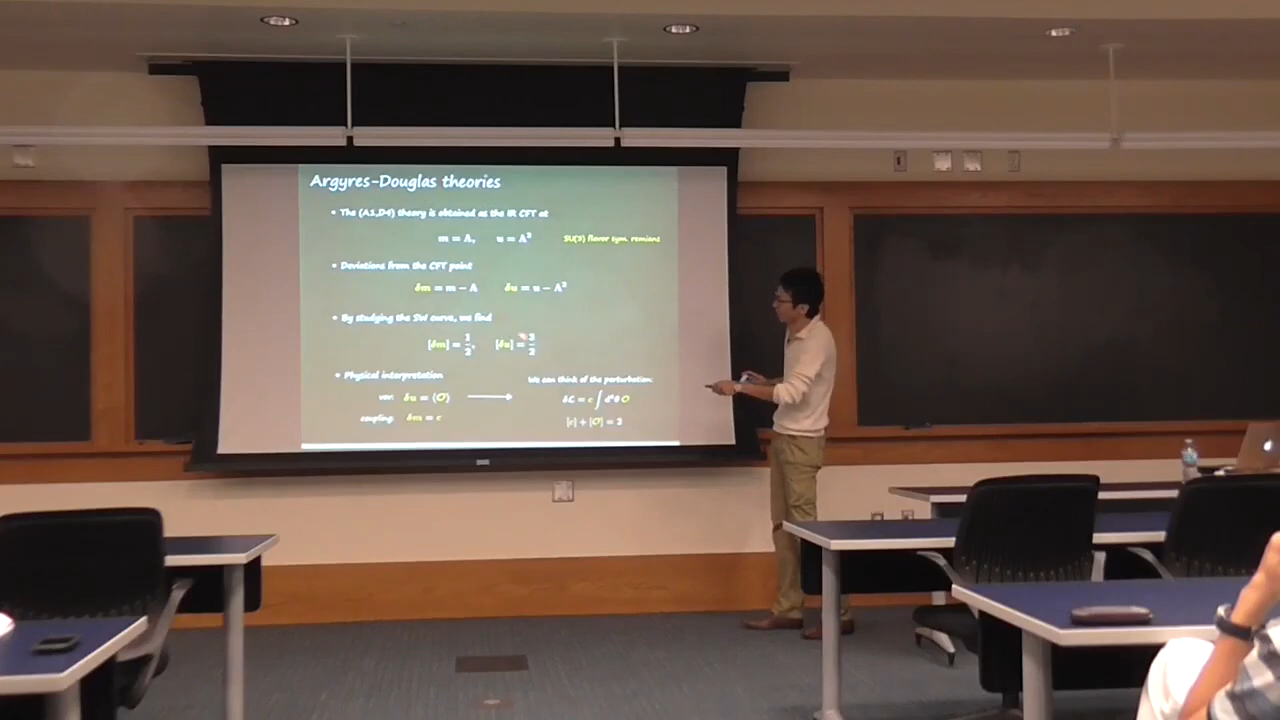 Argyres-Douglas theories
• The (A1,D4) theory is obtained as the IR CFT at
m = Λ, u = Λ² SU(3) flavor sym. remains
• Deviations from the CFT point
δm = m − Λ δu = u − Λ²
• By studying the SW curve, we find
[δm] = 1/2, [δu] = 3/2
• Physical interpretation We can think of the perturbation:
vev: δu = ⟨O⟩ δL = c ∫ d⁴θ O
coupling: δm = c [c] + [O] = 2